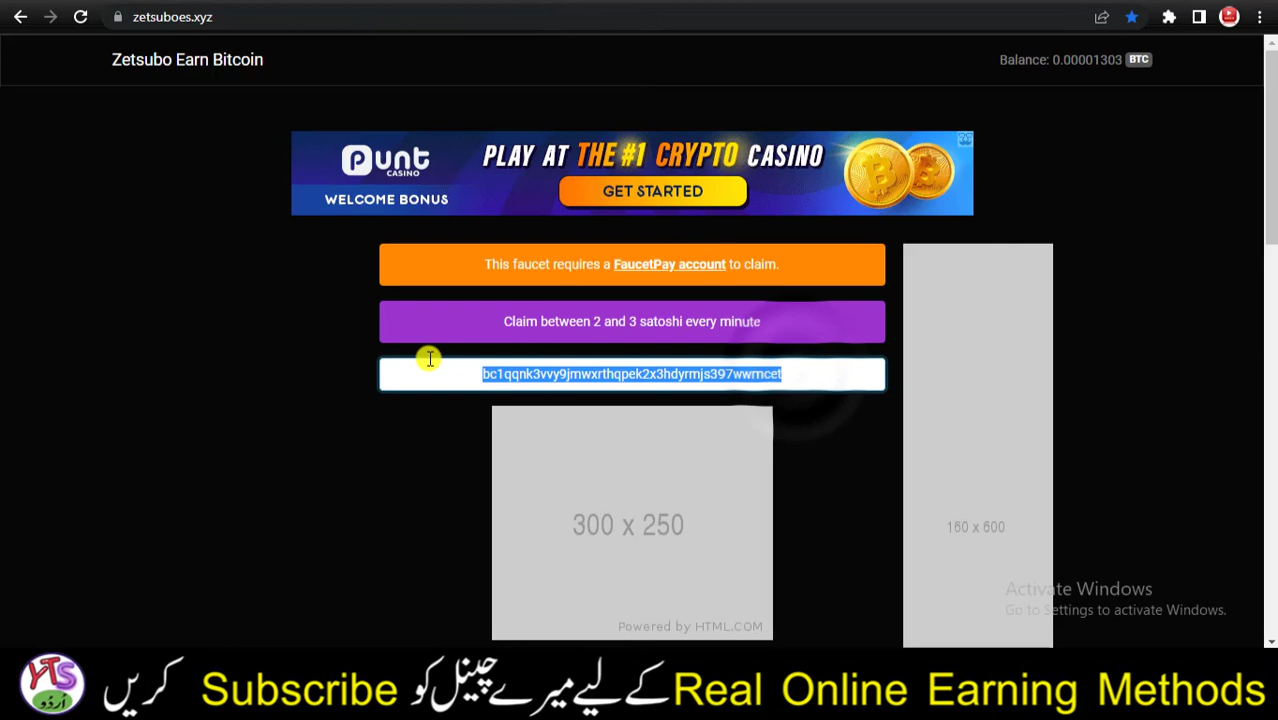 zetsuboes.xyz
Zetsubo Earn Bitcoin
Balance: 0.00001303 BTC
Punt CASINO
WELCOME BONUS
PLAY AT THE #1 CRYPTO CASINO
GET STARTED
This faucet requires a FaucetPay account to claim.
Claim between 2 and 3 satoshi every minute
bc1qqnk3vvy9jmwxrthqpek2x3hdyrmjs397wwmcet
300 x 250
Powered by HTML.COM
160 x 600
Activate Windows
Go to Settings to activate Windows.
YTS اردو
Real Online Earning Methods کے لیے میرے چینل کو Subscribe کریں